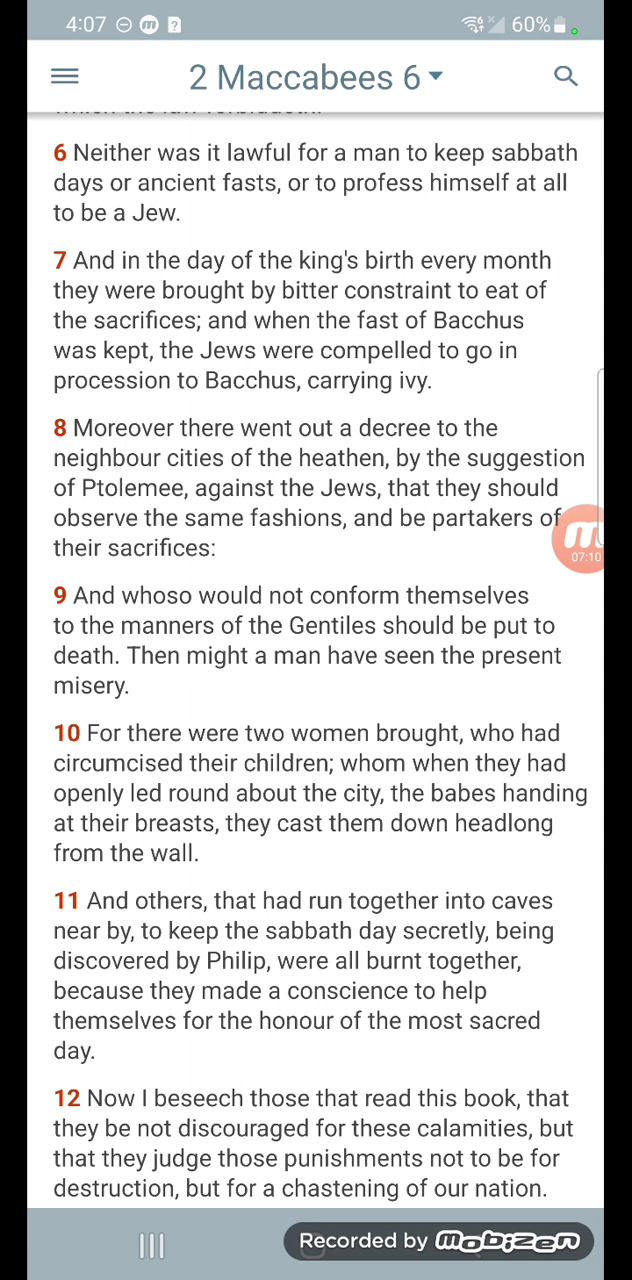 4:07 m ? 6 60%
2 Maccabees 6
6 Neither was it lawful for a man to keep sabbath
days or ancient fasts, or to profess himself at all
to be a Jew.
7 And in the day of the king's birth every month
they were brought by bitter constraint to eat of
the sacrifices; and when the fast of Bacchus
was kept, the Jews were compelled to go in
procession to Bacchus, carrying ivy.
8 Moreover there went out a decree to the
neighbour cities of the heathen, by the suggestion
of Ptolemee, against the Jews, that they should
observe the same fashions, and be partakers of
their sacrifices:
m
07:10
9 And whoso would not conform themselves
to the manners of the Gentiles should be put to
death. Then might a man have seen the present
misery.
10 For there were two women brought, who had
circumcised their children; whom when they had
openly led round about the city, the babes handing
at their breasts, they cast them down headlong
from the wall.
11 And others, that had run together into caves
near by, to keep the sabbath day secretly, being
discovered by Philip, were all burnt together,
because they made a conscience to help
themselves for the honour of the most sacred
day.
12 Now I beseech those that read this book, that
they be not discouraged for these calamities, but
that they judge those punishments not to be for
destruction, but for a chastening of our nation.
Recorded by mobizen